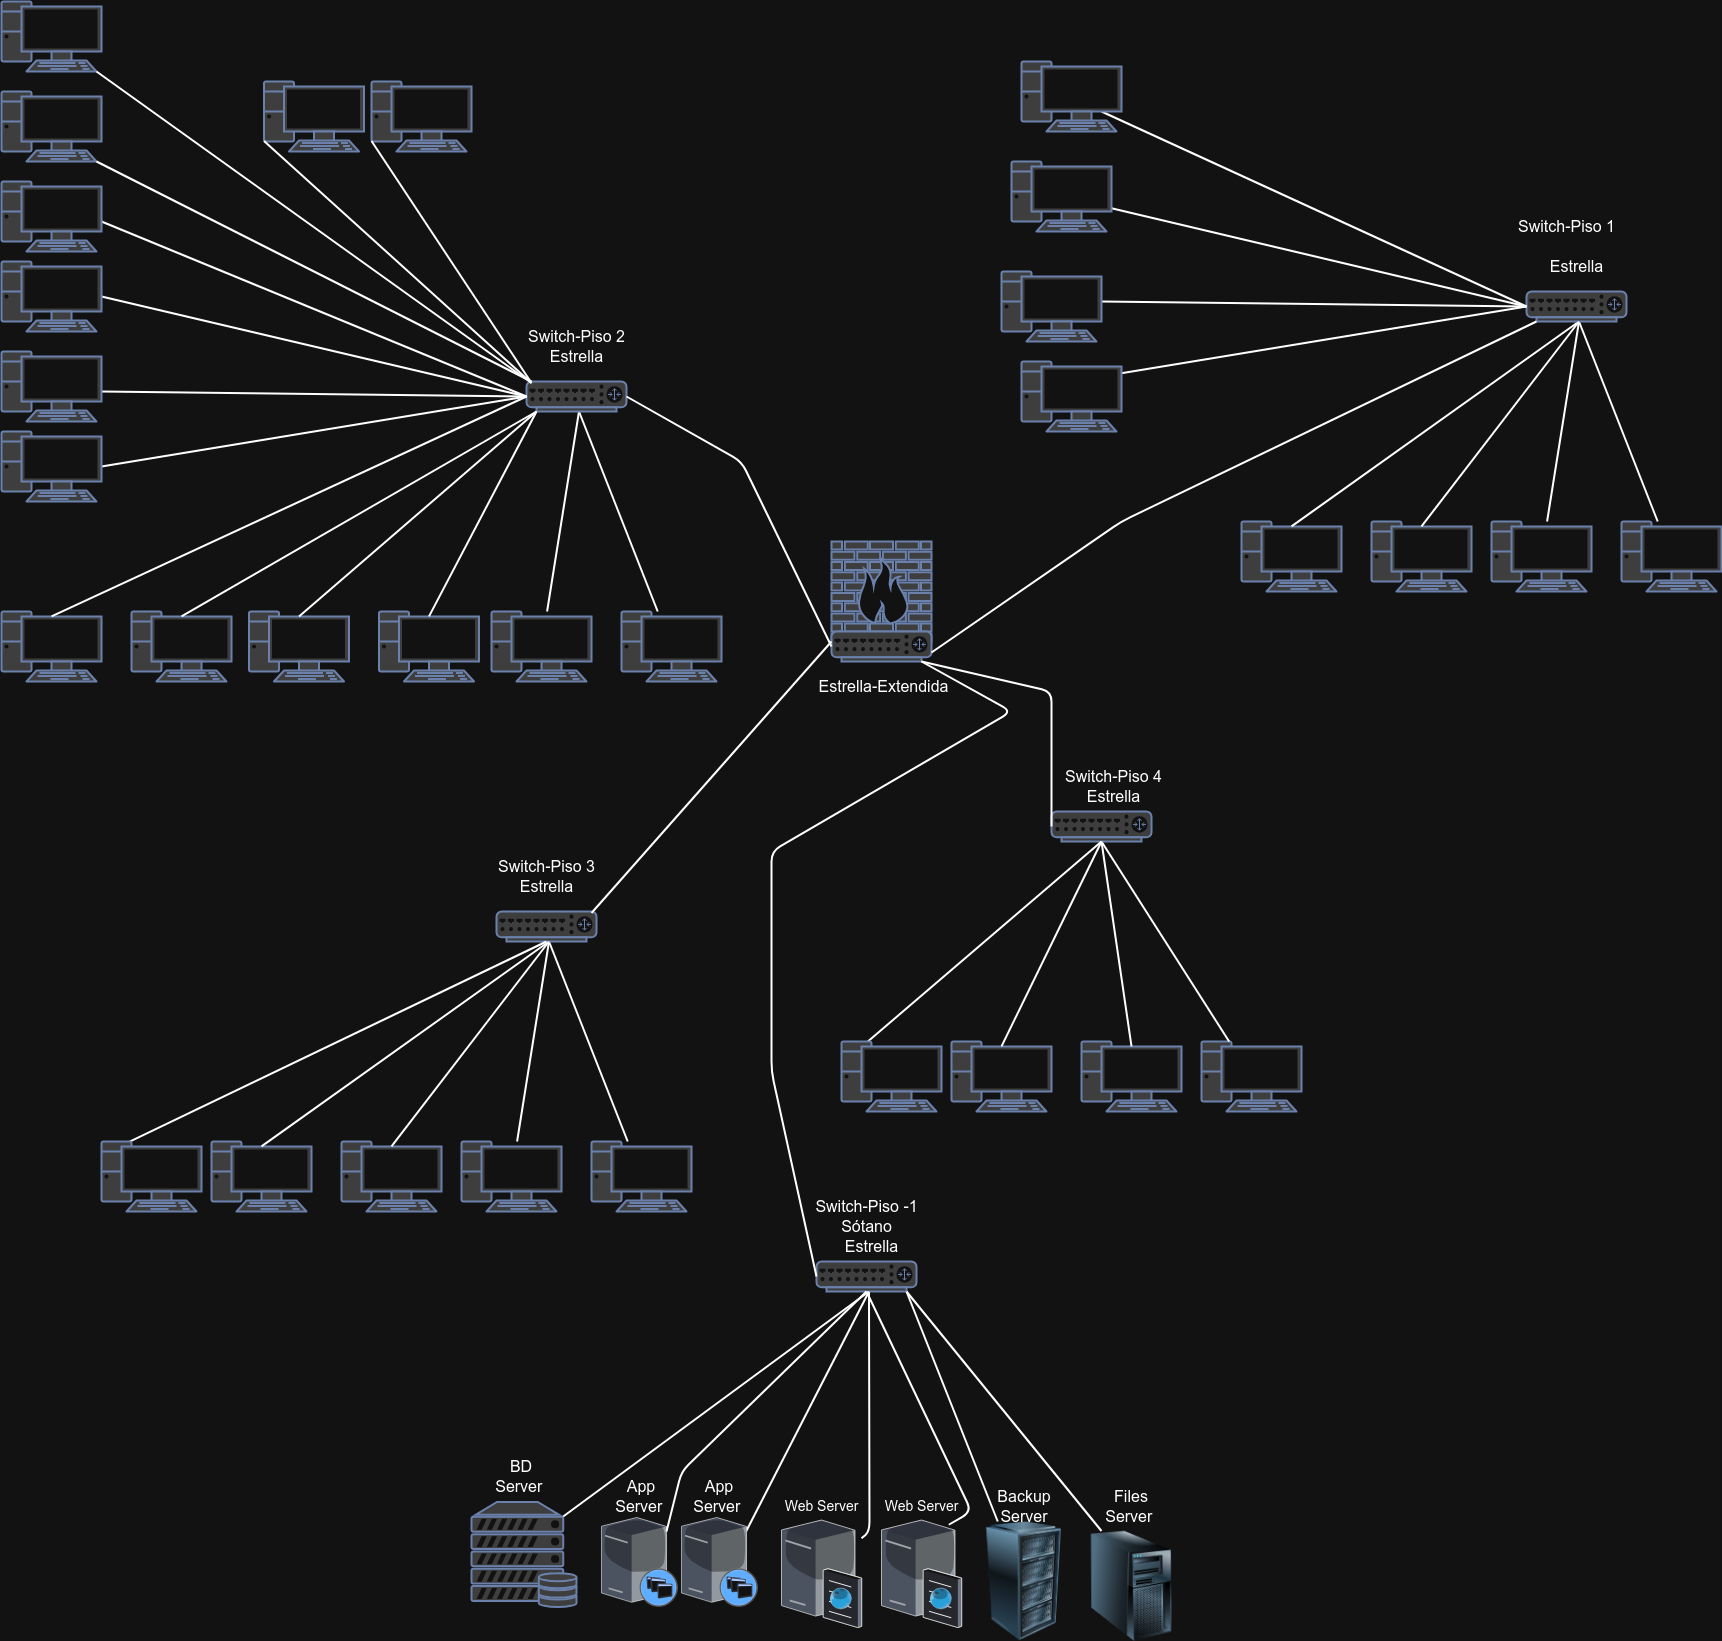 Switch-Piso 1
Estrella
Switch-Piso 2
Estrella
Estrella-Extendida
Switch-Piso 4
Estrella
Switch-Piso 3
Estrella
Switch-Piso -1
Sótano
Estrella
BD
Server
App
Server
App
Server
Web Server
Web Server
Backup
Server
Files
Server